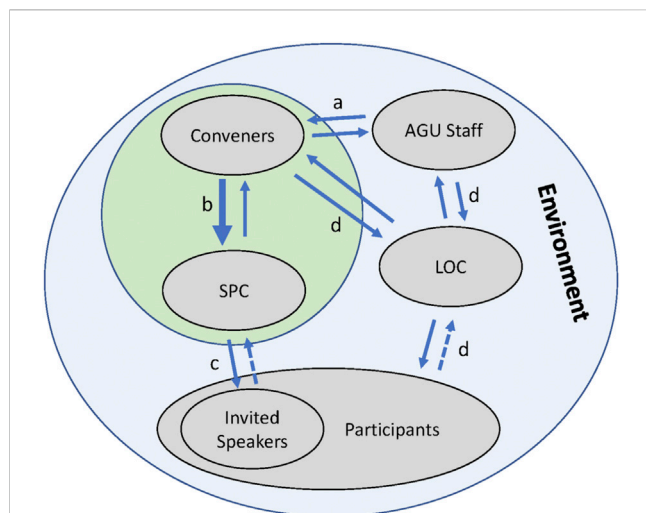 a
Conveners
AGU Staff
b
d
d
Environment
SPC
LOC
c
d
Invited
Speakers
Participants